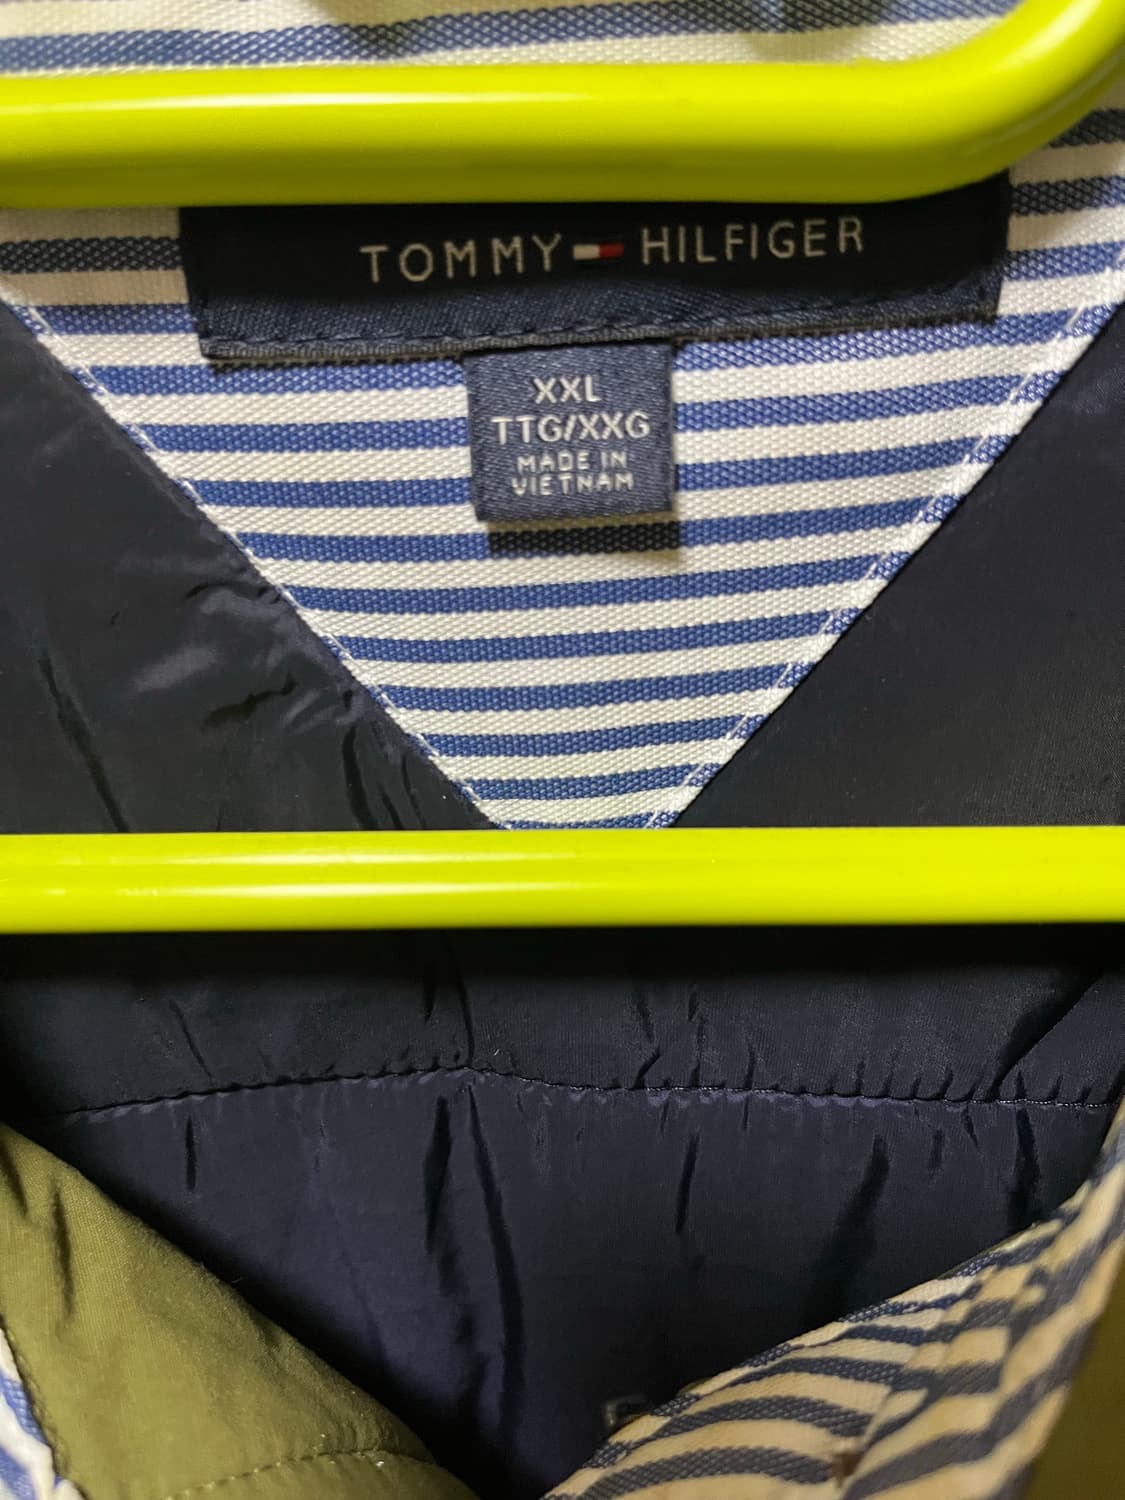 TOMMY HILFIGER
XXL
TTG/XXG
MADE IN
VIETNAM